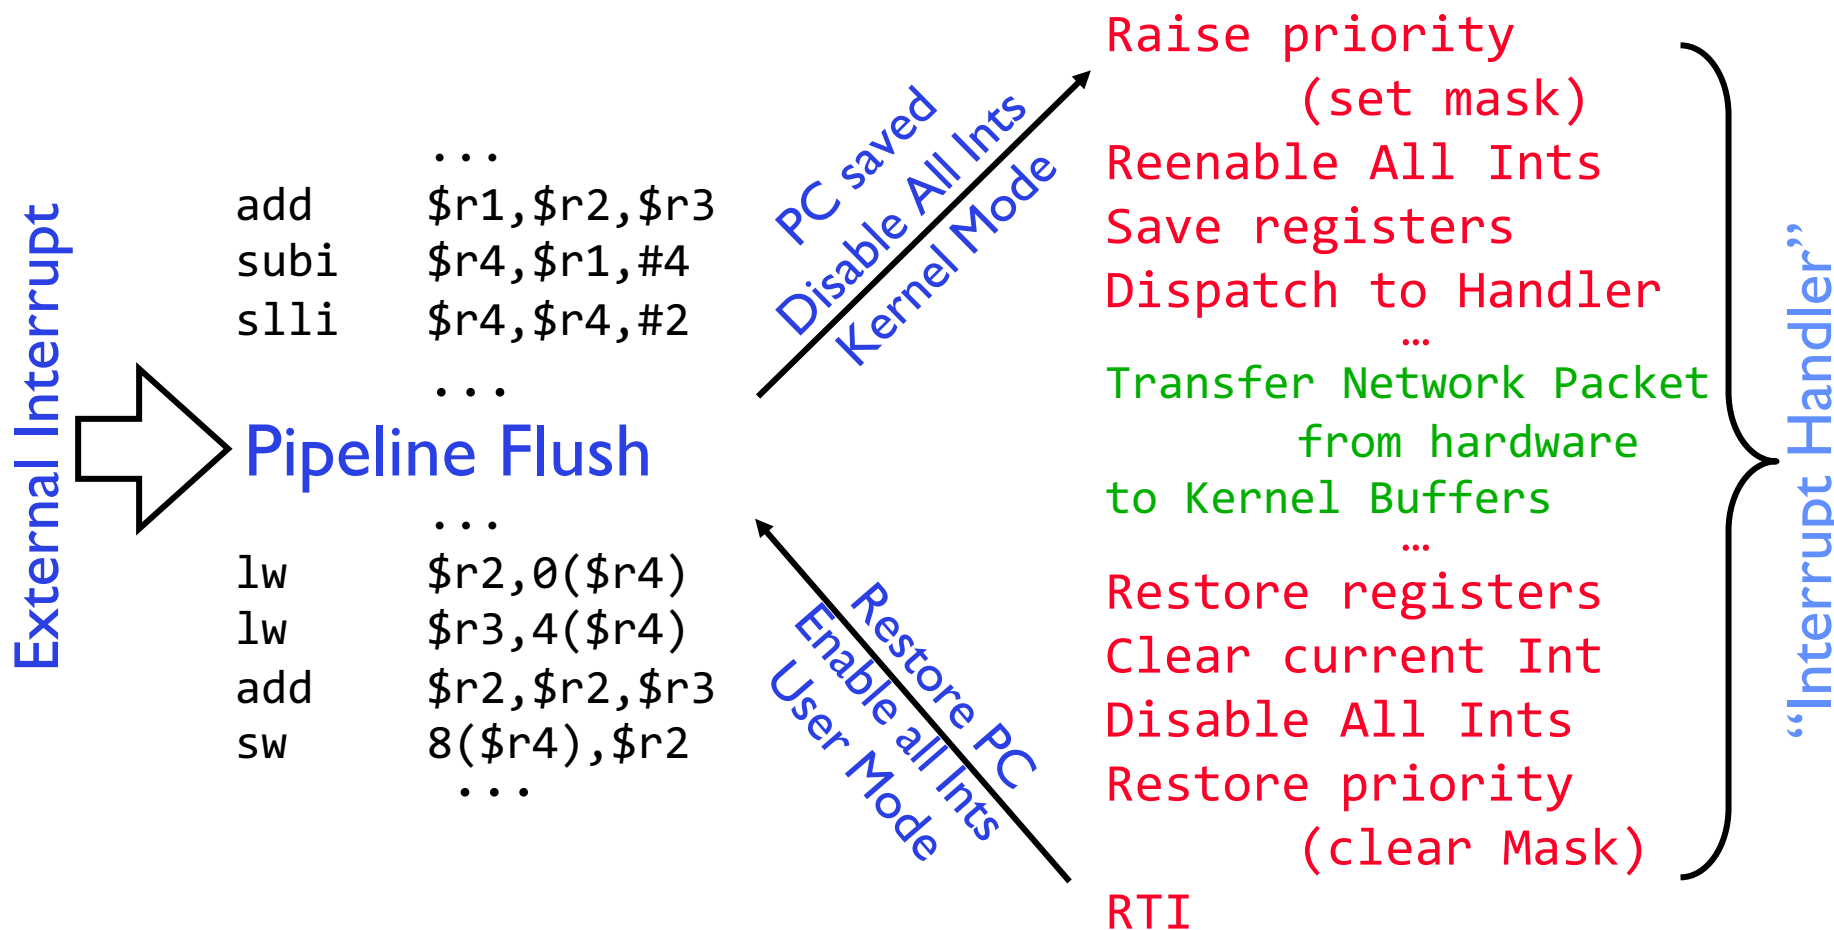 External Interrupt
...
add $r1,$r2,$r3
subi $r4,$r1,#4
slli $r4,$r4,#2
...
Pipeline Flush
...
lw $r2,0($r4)
lw $r3,4($r4)
add $r2,$r2,$r3
sw 8($r4),$r2
...
PC saved
Disable All Ints
Kernel Mode
Raise priority
(set mask)
Reenable All Ints
Save registers
Dispatch to Handler
…
Transfer Network Packet
from hardware
to Kernel Buffers
…
Restore registers
Clear current Int
Disable All Ints
Restore priority
(clear Mask)
RTI
Restore PC
Enable all Ints
User Mode
“Interrupt Handler”